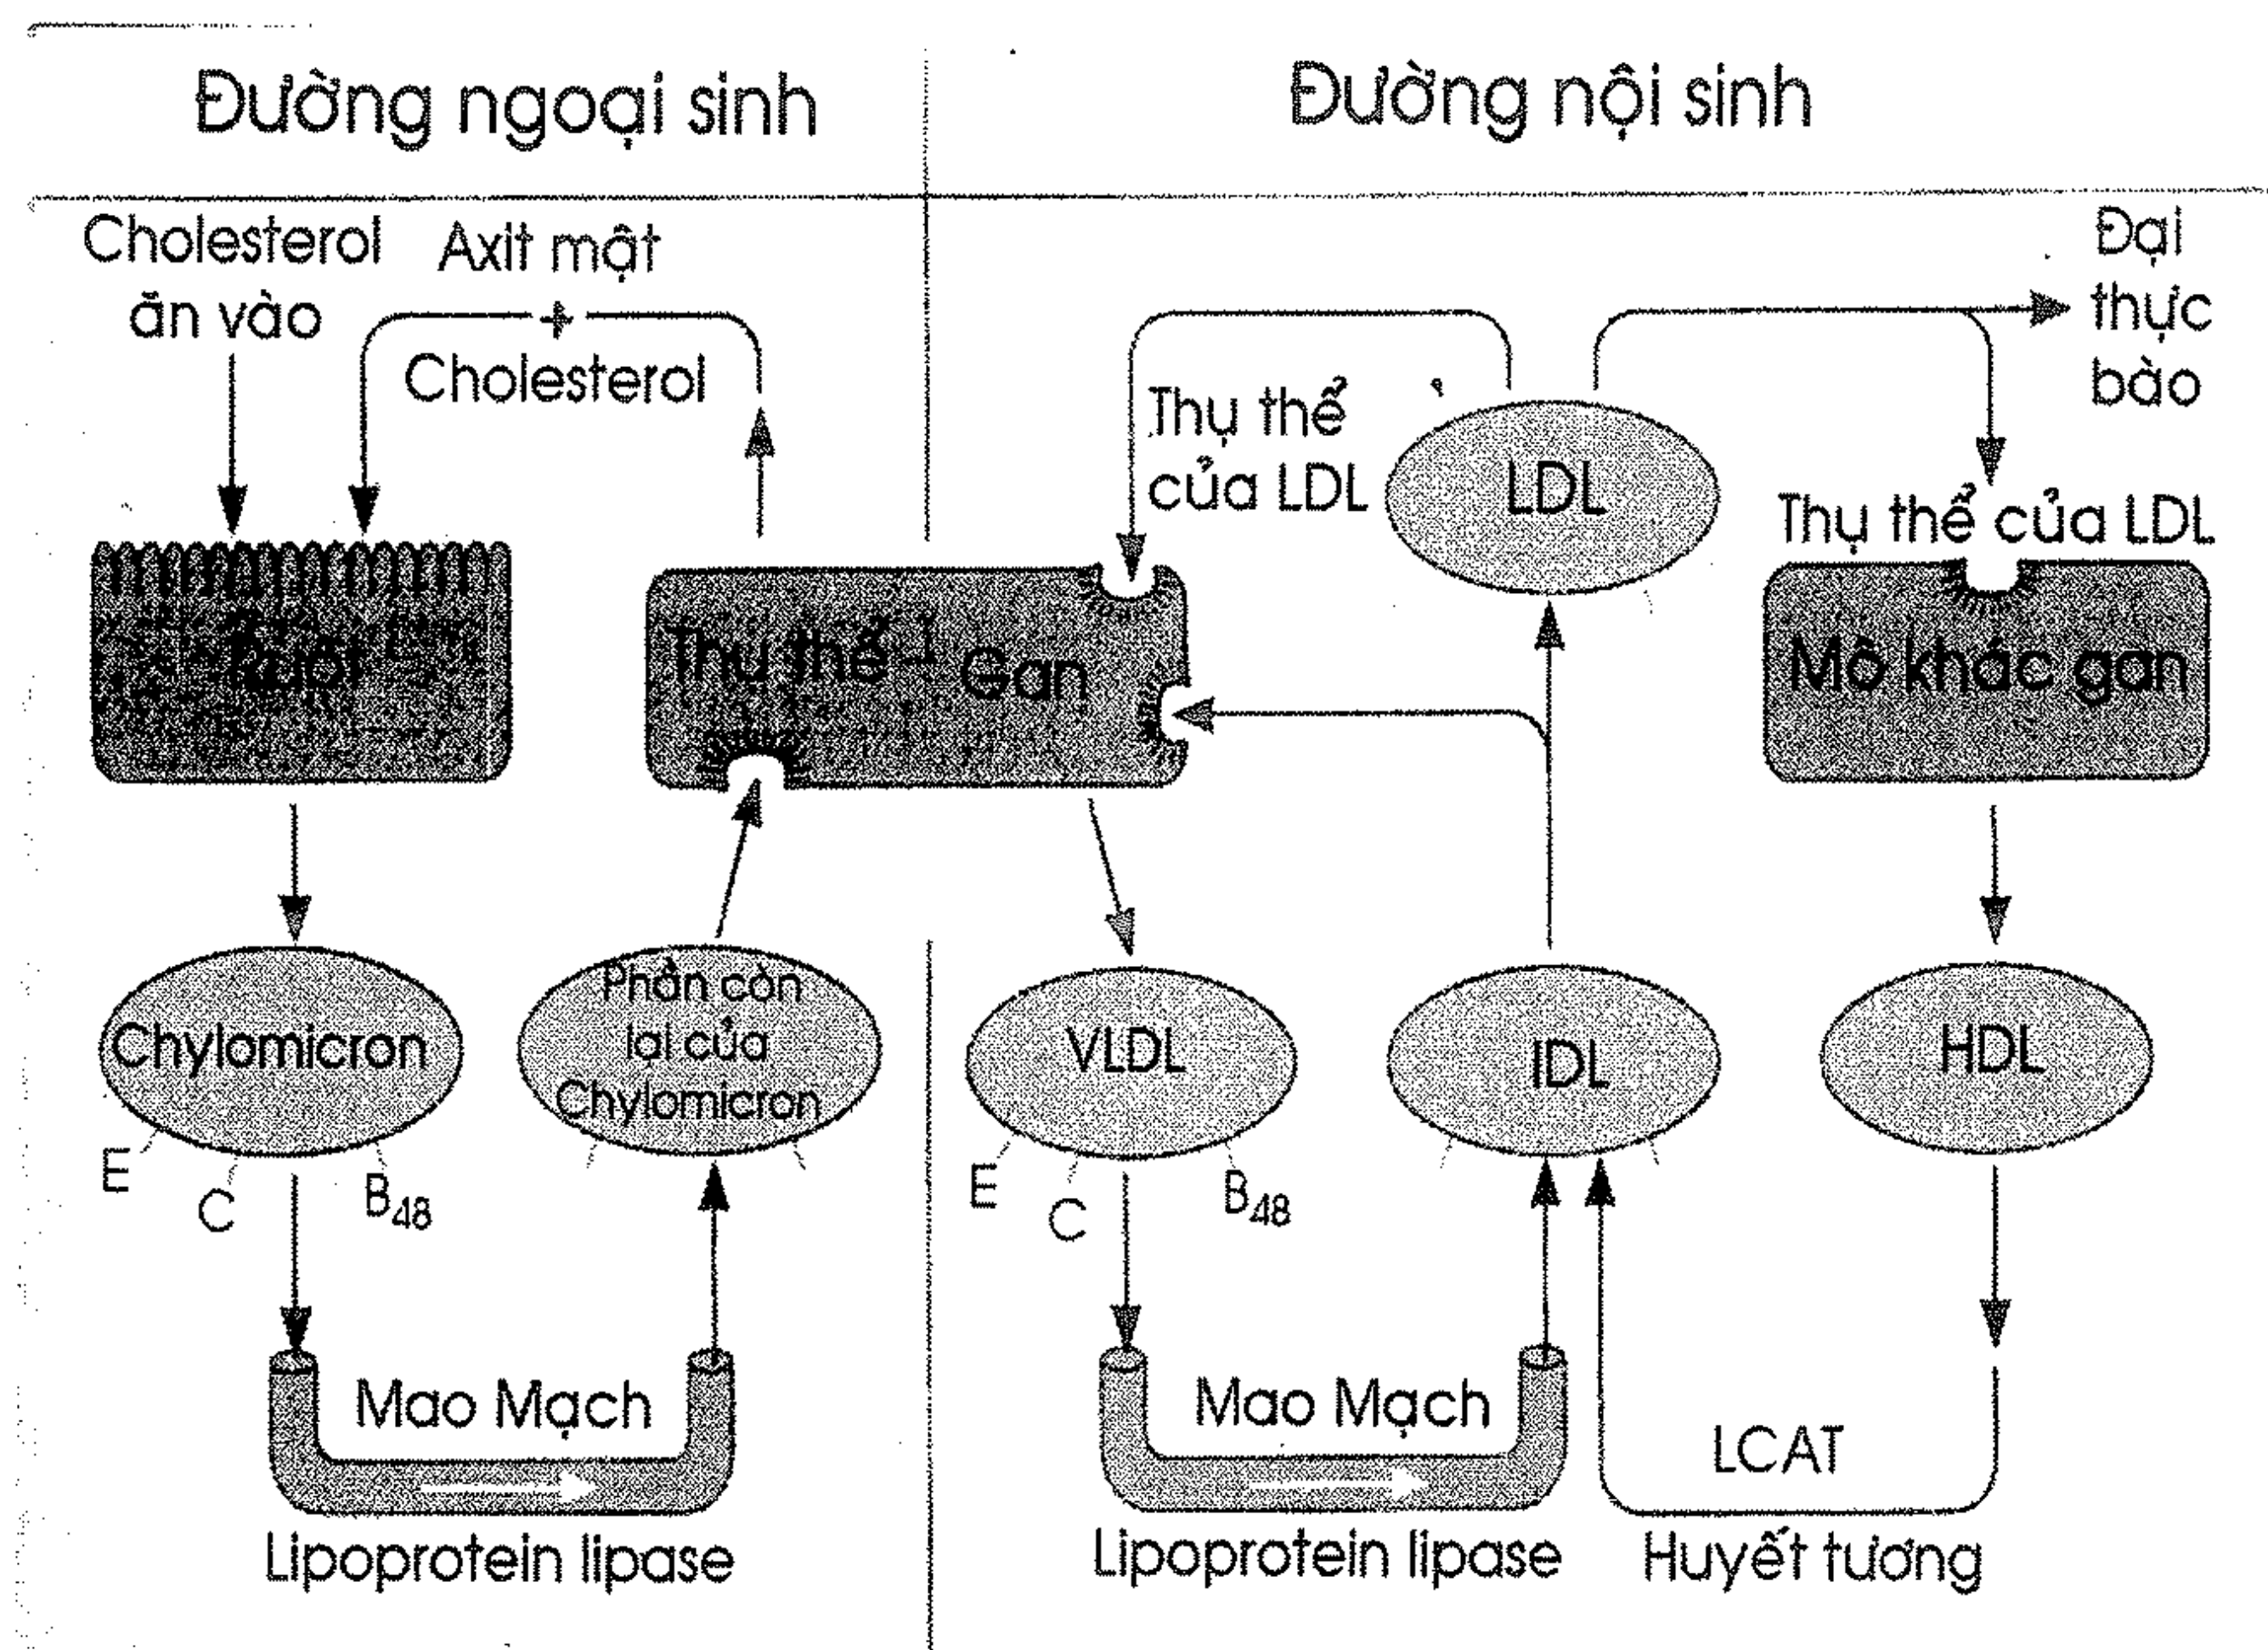 Đường ngoại sinh
Đường nội sinh
Cholesterol
ăn vào
Axit mật
+
Cholesterol
Thụ thể
của LDL
LDL
Đại
thực
bào
Thụ thể của LDL
Ruột
Thụ thể
Gan
Mô khác gan
Chylomicron
Phần còn
lại của
Chylomicron
VLDL
IDL
HDL
E
C
B48
E
C
B48
Mao Mạch
Lipoprotein lipase
Mao Mạch
Lipoprotein lipase
LCAT
Huyết tương